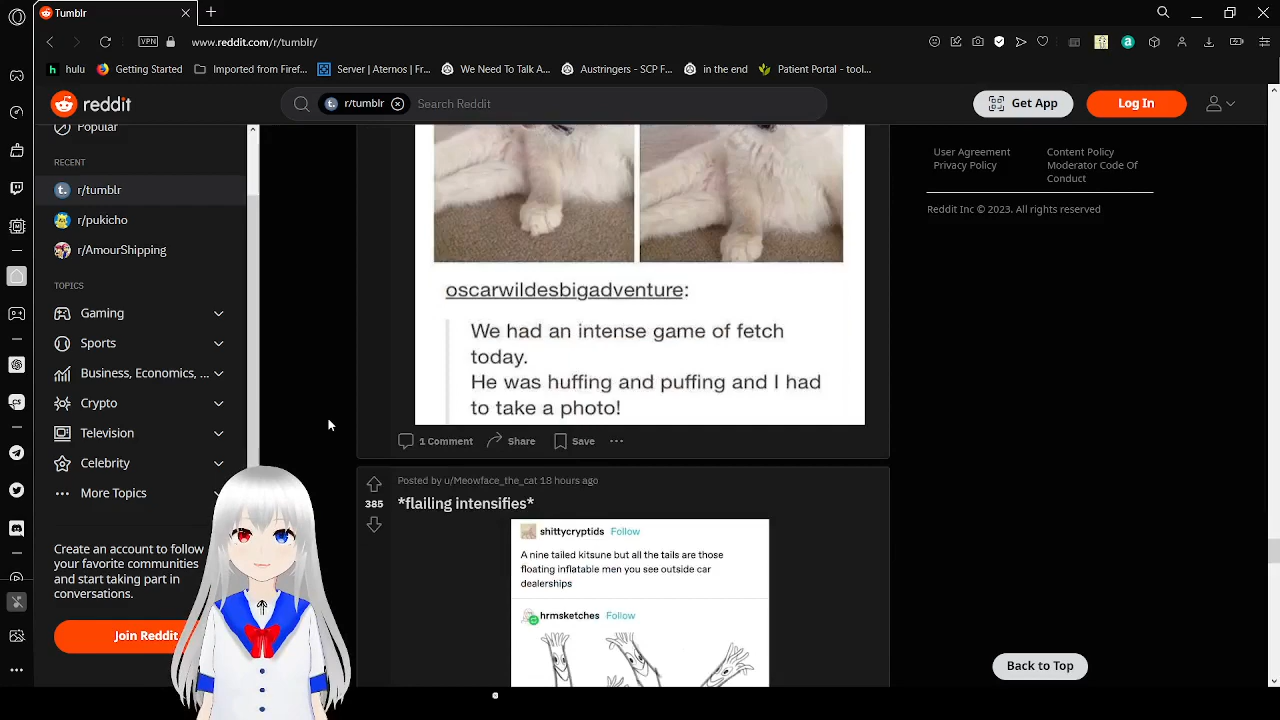 Tumblr
www.reddit.com/r/tumblr/
VPN
hulu
Getting Started
Imported from Firef...
Server | Aternos | Fr...
We Need To Talk A...
Austringers - SCP F...
in the end
Patient Portal - tool...
reddit
r/tumblr
Search Reddit
Get App
Log In
Popular
RECENT
r/tumblr
r/pukicho
r/AmourShipping
TOPICS
Gaming
Sports
Business, Economics, ...
Crypto
Television
Celebrity
More Topics
Create an account to follow
your favorite communities
and start taking part in
conversations.
Join Reddit
oscarwildesbigadventure:
We had an intense game of fetch
today.
He was huffing and puffing and I had
to take a photo!
1 Comment
Share
Save
Posted by u/Meowface_the_cat 18 hours ago
385
*flailing intensifies*
shittycryptids Follow
A nine tailed kitsune but all the tails are those
floating inflatable men you see outside car
dealerships
hrmsketches Follow
User Agreement
Privacy Policy
Content Policy
Moderator Code Of
Conduct
Reddit Inc © 2023. All rights reserved
Back to Top